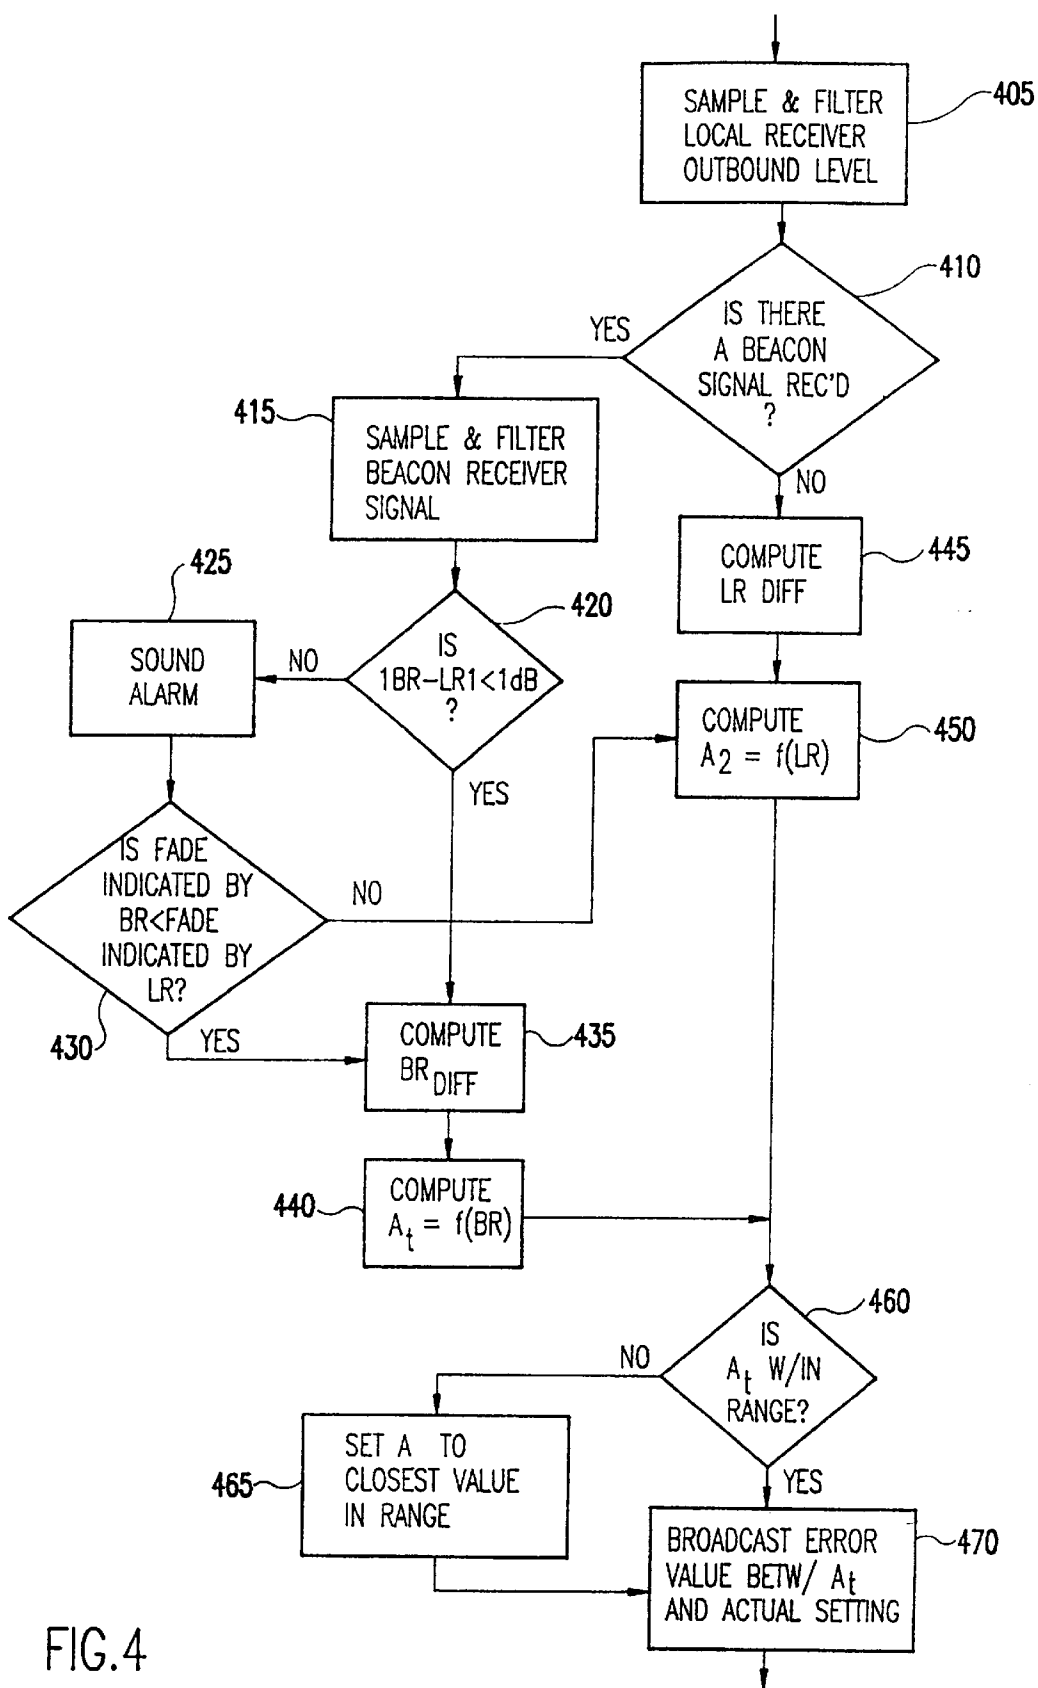 SAMPLE & FILTER
LOCAL RECEIVER
OUTBOUND LEVEL
405
IS THERE
A BEACON
SIGNAL REC'D
?
410
YES
NO
SAMPLE & FILTER
BEACON RECEIVER
SIGNAL
415
COMPUTE
LR DIFF
445
IS
1BR-LR1<1dB
?
420
NO
YES
SOUND
ALARM
425
COMPUTE
A2 = f(LR)
450
IS FADE
INDICATED BY
BR<FADE
INDICATED BY
LR?
430
NO
YES
COMPUTE
BR DIFF
435
COMPUTE
At = f(BR)
440
IS
At W/IN
RANGE?
460
NO
YES
SET A TO
CLOSEST VALUE
IN RANGE
465
BROADCAST ERROR
VALUE BETW/ At
AND ACTUAL SETTING
470
FIG.4